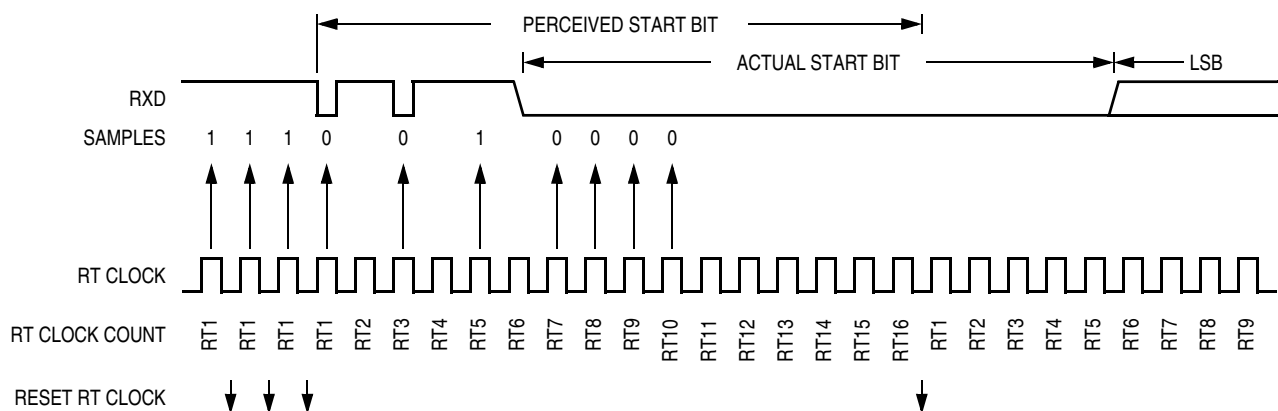 PERCEIVED START BIT
ACTUAL START BIT
LSB
RXD
SAMPLES 1 1 1 0 0 1 0 0 0 0
RT CLOCK
RT CLOCK COUNT RT1 RT1 RT1 RT1 RT2 RT3 RT4 RT5 RT6 RT7 RT8 RT9 RT10 RT11 RT12 RT13 RT14 RT15 RT16 RT1 RT2 RT3 RT4 RT5 RT6 RT7 RT8 RT9
RESET RT CLOCK